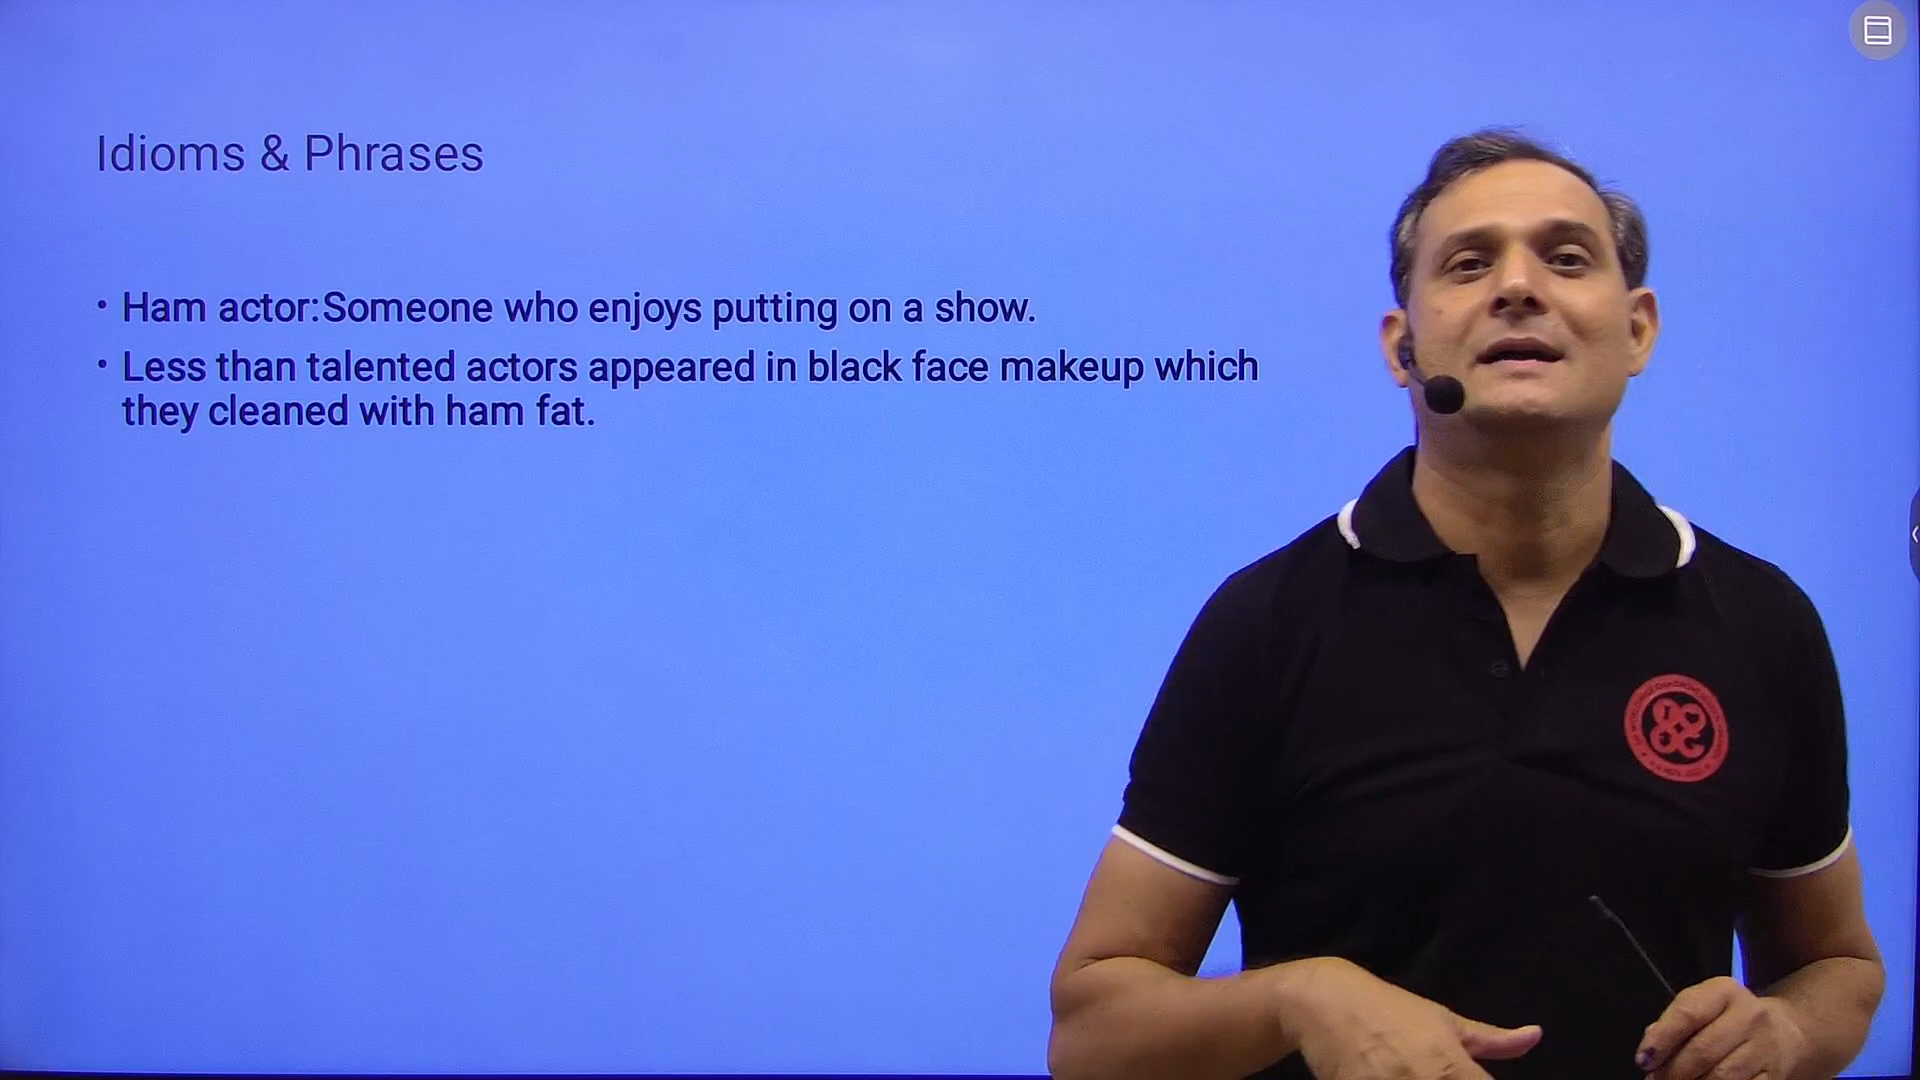 Idioms & Phrases
• Ham actor:Someone who enjoys putting on a show.
• Less than talented actors appeared in black face makeup which
they cleaned with ham fat.